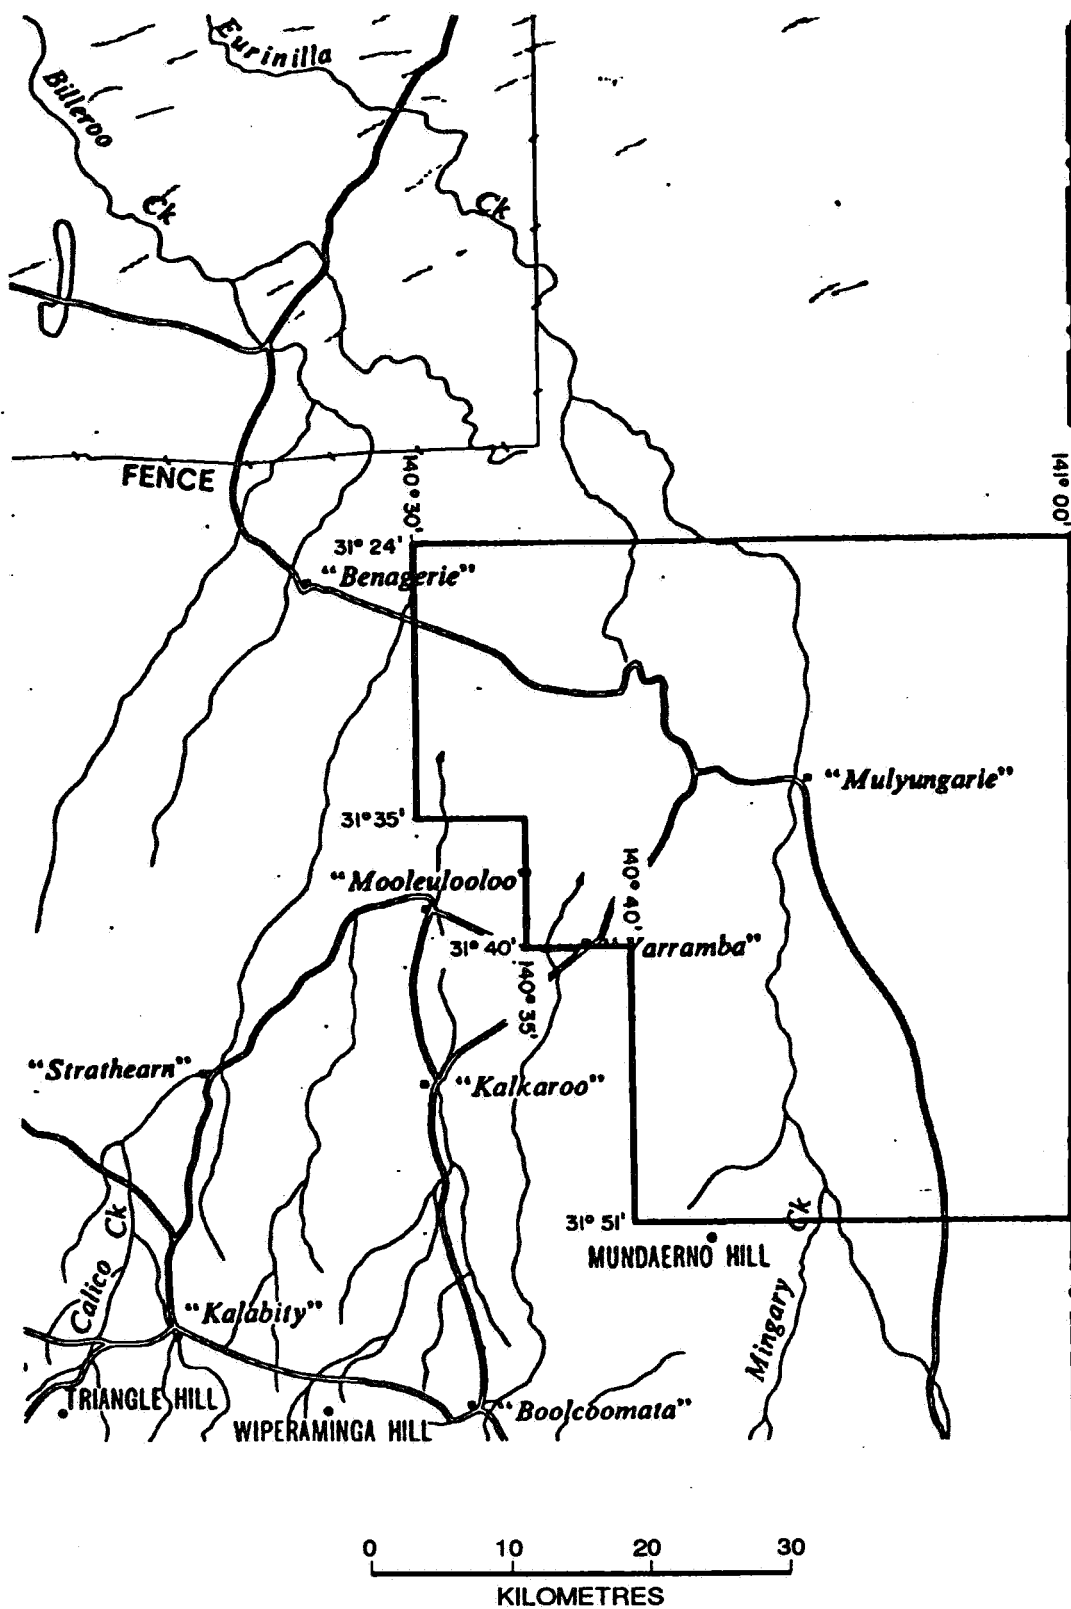 Eurinilla
Billeroo
Ck
Ck
FENCE
140° 30'
141° 00'
31° 24'
"Benagerie"
"Mulyungarie"
31° 35'
"Mooleulooloo"
140° 40'
31° 40'
"Yarramba"
140° 35'
"Strathearn"
"Kalkaroo"
Ck
Ck
31° 51'
MUNDAERNO HILL
Calico
Mingary
"Kalabity"
TRIANGLE HILL
WIPERAMINGA HILL
"Boolcoomata"
0 10 20 30
KILOMETRES